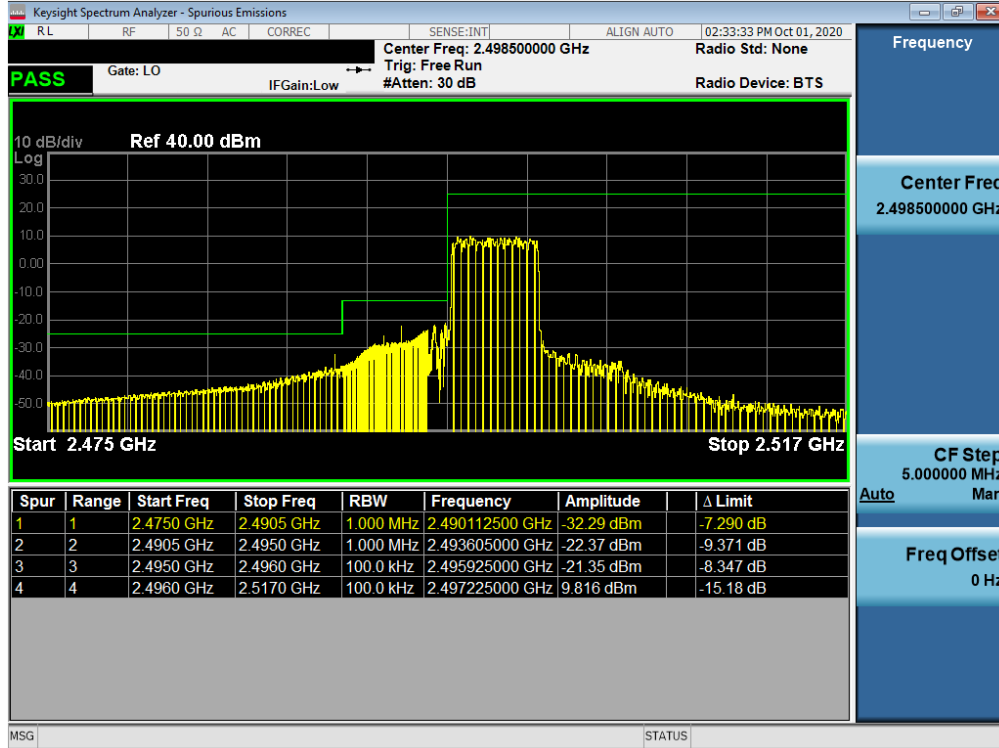 Keysight Spectrum Analyzer - Spurious Emissions
LXI RL RF 50 Ω AC CORREC SENSE:INT ALIGN AUTO 02:33:33 PM Oct 01, 2020
Center Freq: 2.498500000 GHz Radio Std: None
Trig: Free Run
PASS Gate: LO IFGain:Low #Atten: 30 dB Radio Device: BTS
10 dB/div Ref 40.00 dBm
Log
30.0
20.0
10.0
0.00
-10.0
-20.0
-30.0
-40.0
-50.0
Start 2.475 GHz Stop 2.517 GHz
Spur Range Start Freq Stop Freq RBW Frequency Amplitude Δ Limit
1 1 2.4750 GHz 2.4905 GHz 1.000 MHz 2.490112500 GHz -32.29 dBm -7.290 dB
2 2 2.4905 GHz 2.4950 GHz 1.000 MHz 2.493605000 GHz -22.37 dBm -9.371 dB
3 3 2.4950 GHz 2.4960 GHz 100.0 kHz 2.495925000 GHz -21.35 dBm -8.347 dB
4 4 2.4960 GHz 2.5170 GHz 100.0 kHz 2.497225000 GHz 9.816 dBm -15.18 dB
MSG STATUS
Frequency
Center Freq
2.498500000 GHz
CF Step
5.000000 MHz
Auto Man
Freq Offset
0 Hz